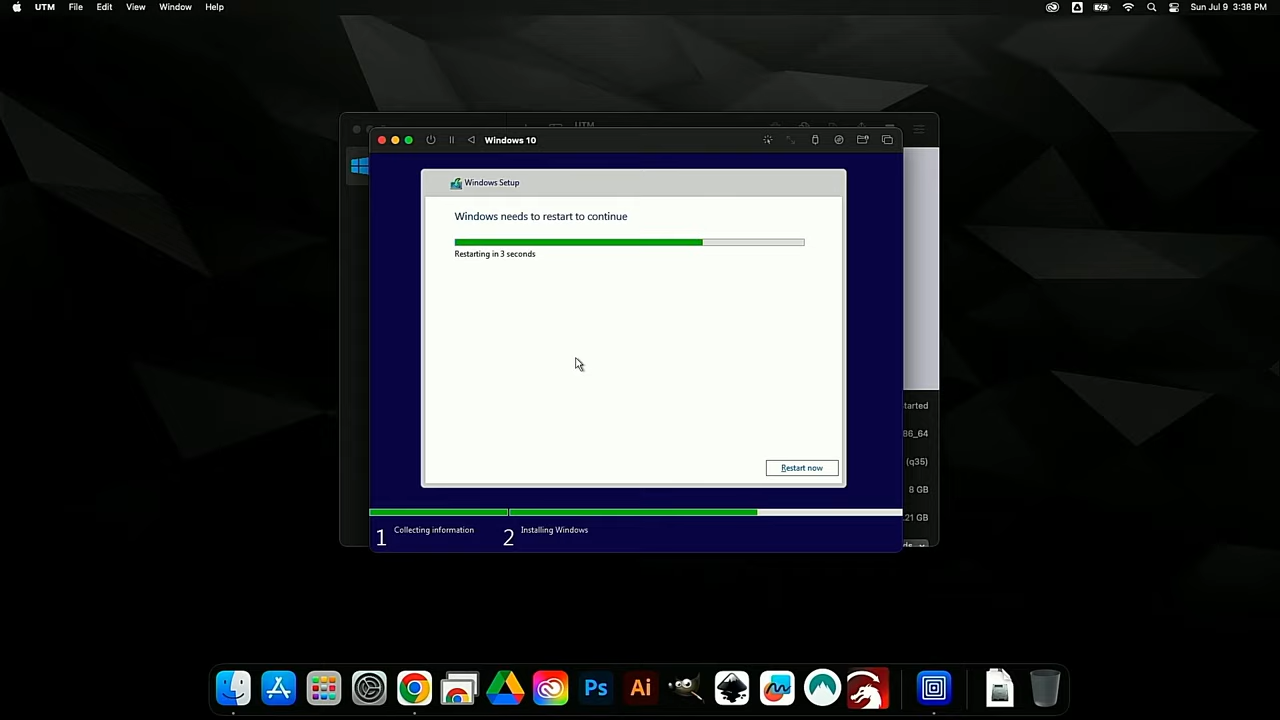 UTM File Edit View Window Help Sun Jul 9 3:38 PM
UTM
Windows 10
Windows Setup
Windows needs to restart to continue
Restarting in 3 seconds
Restart now
tarted
86_64
(q35)
8 GB
.21 GB
1 Collecting information 2 Installing Windows
Ps Ai